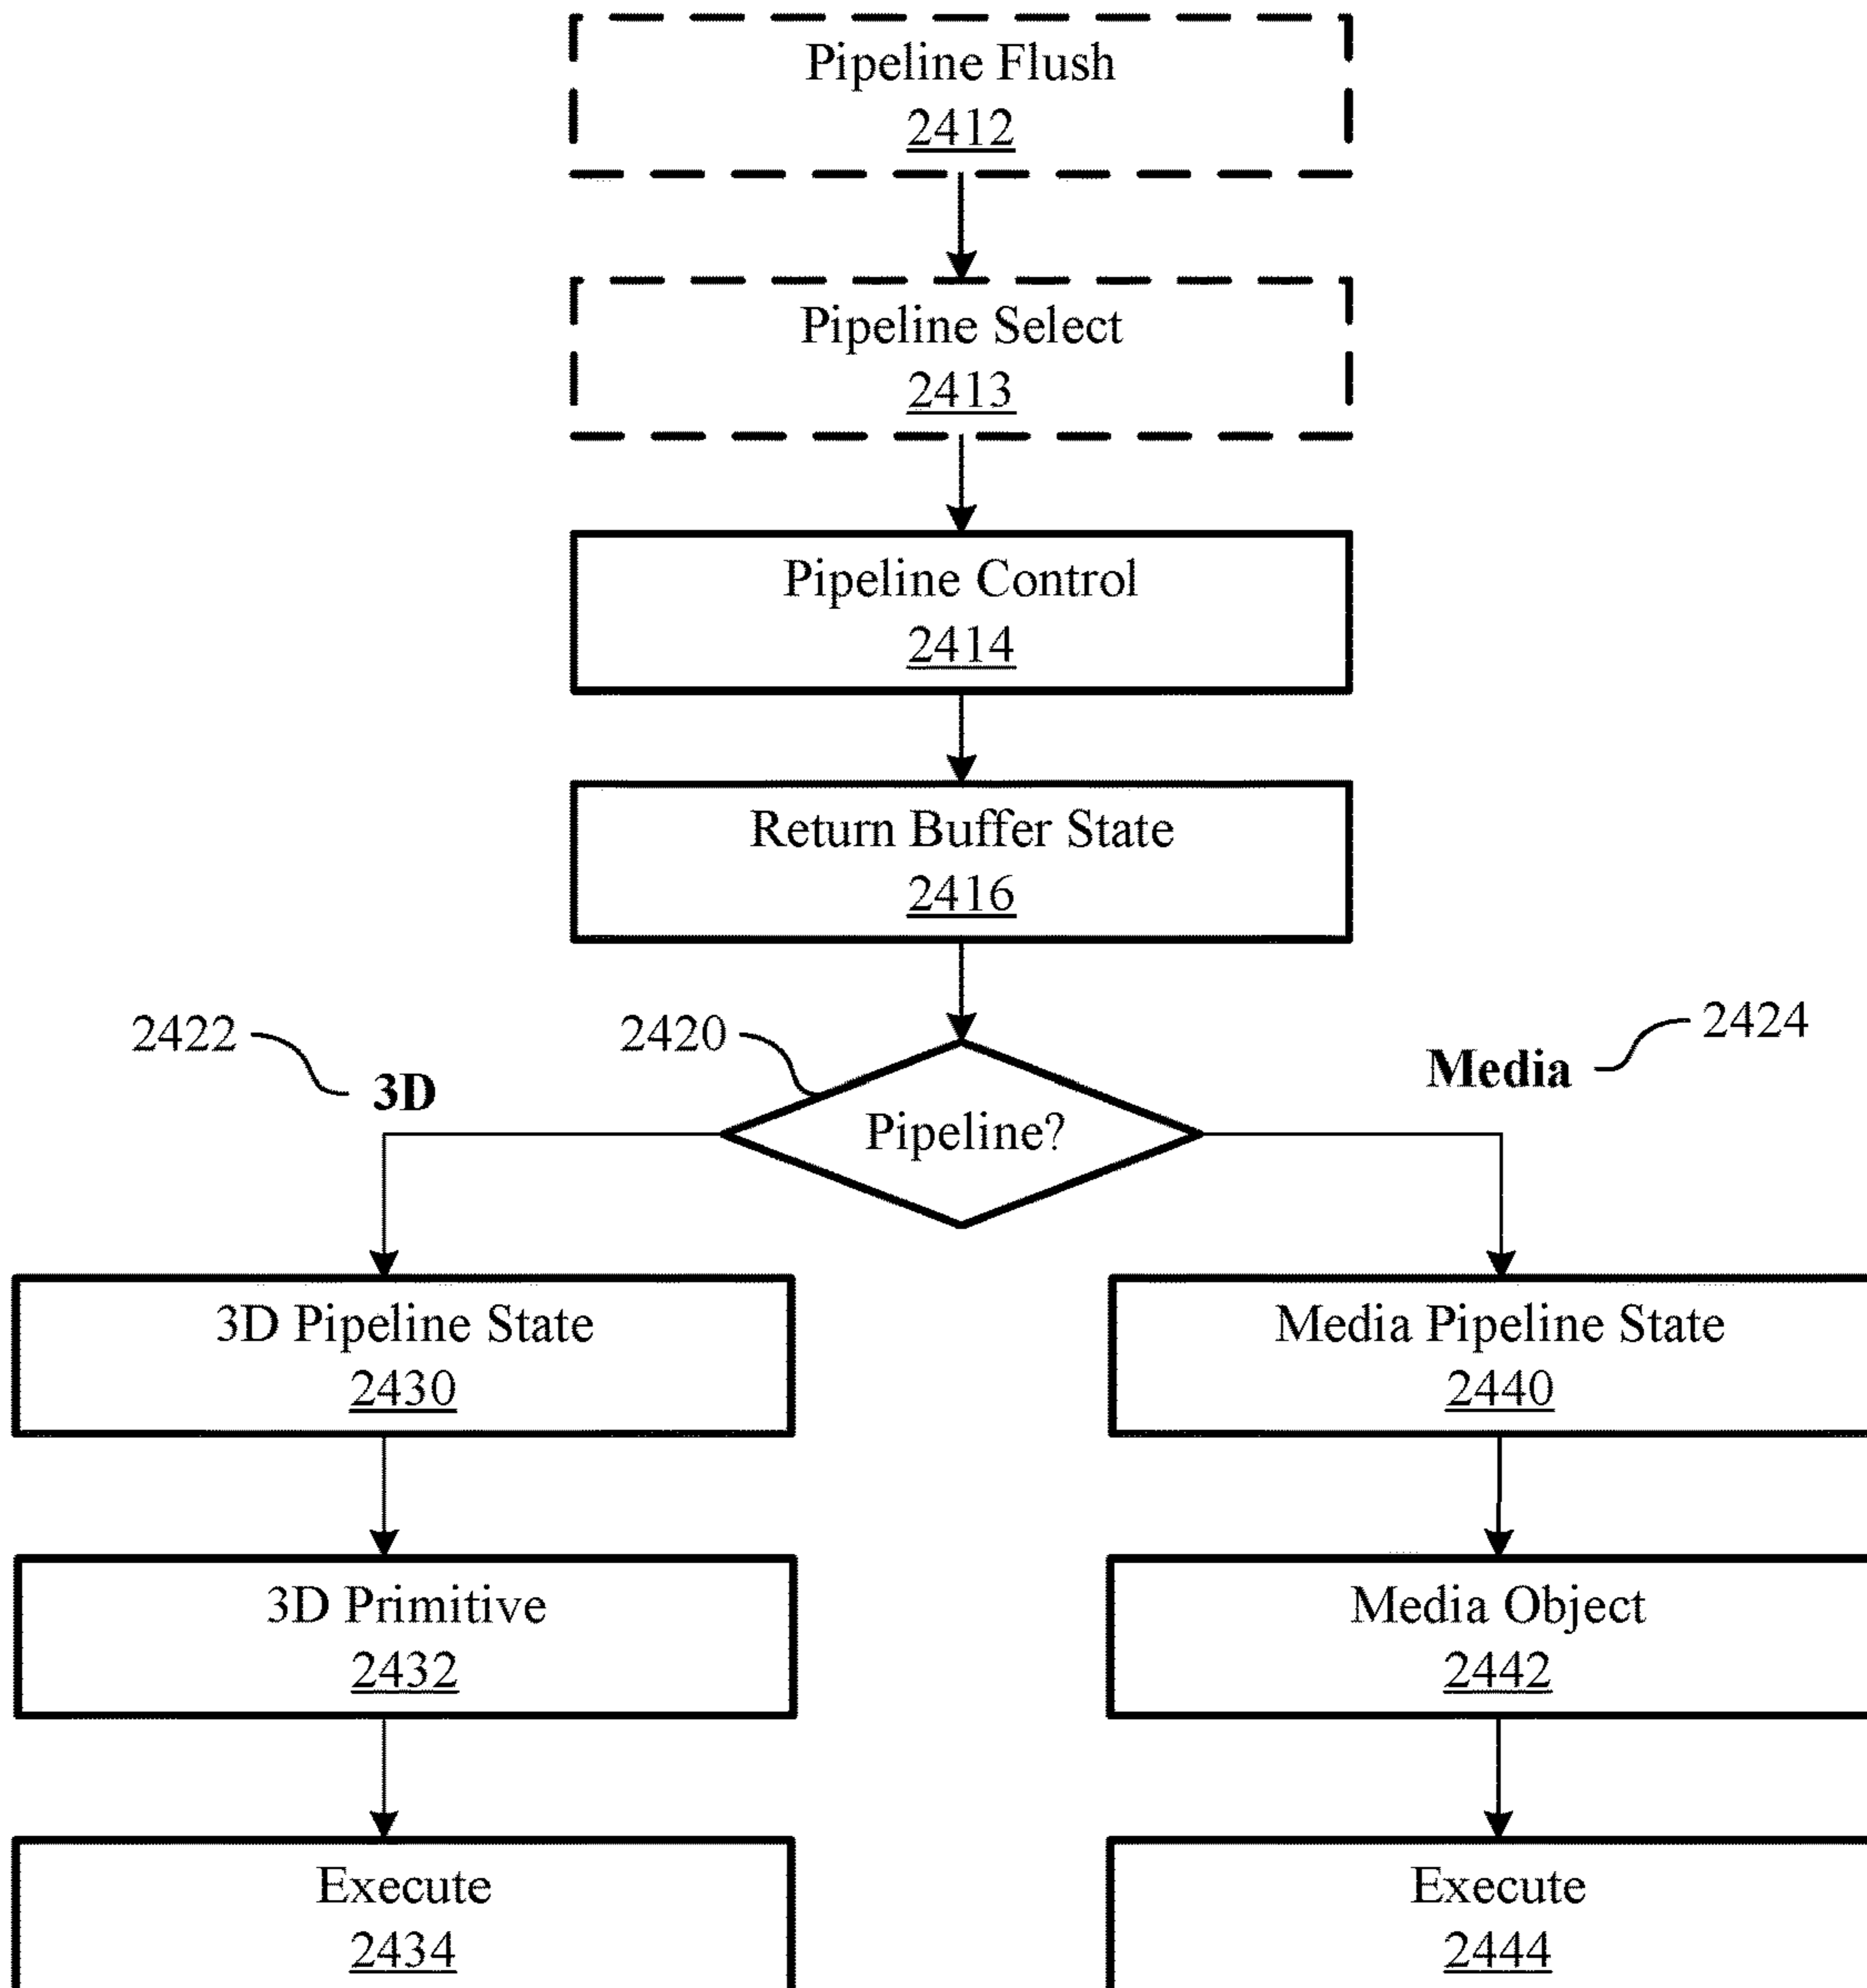 Pipeline Flush
2412
Pipeline Select
2413
Pipeline Control
2414
Return Buffer State
2416
2422
3D
2420
Pipeline?
Media
2424
3D Pipeline State
2430
Media Pipeline State
2440
3D Primitive
2432
Media Object
2442
Execute
2434
Execute
2444